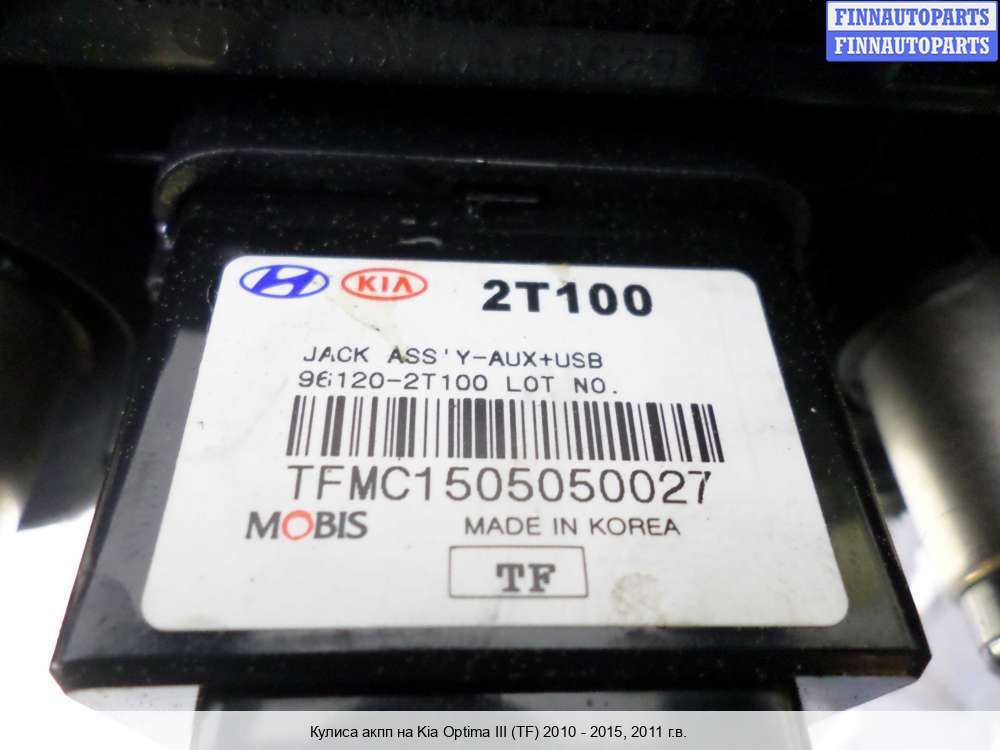 FINNAUTOPARTS
FINNAUTOPARTS
KIA 2T100
JACK ASS'Y-AUX+USB
96120-2T100 LOT NO.
TFMC1505050027
MOBIS MADE IN KOREA
TF
Кулиса акпп на Kia Optima III (TF) 2010 - 2015, 2011 г.в.